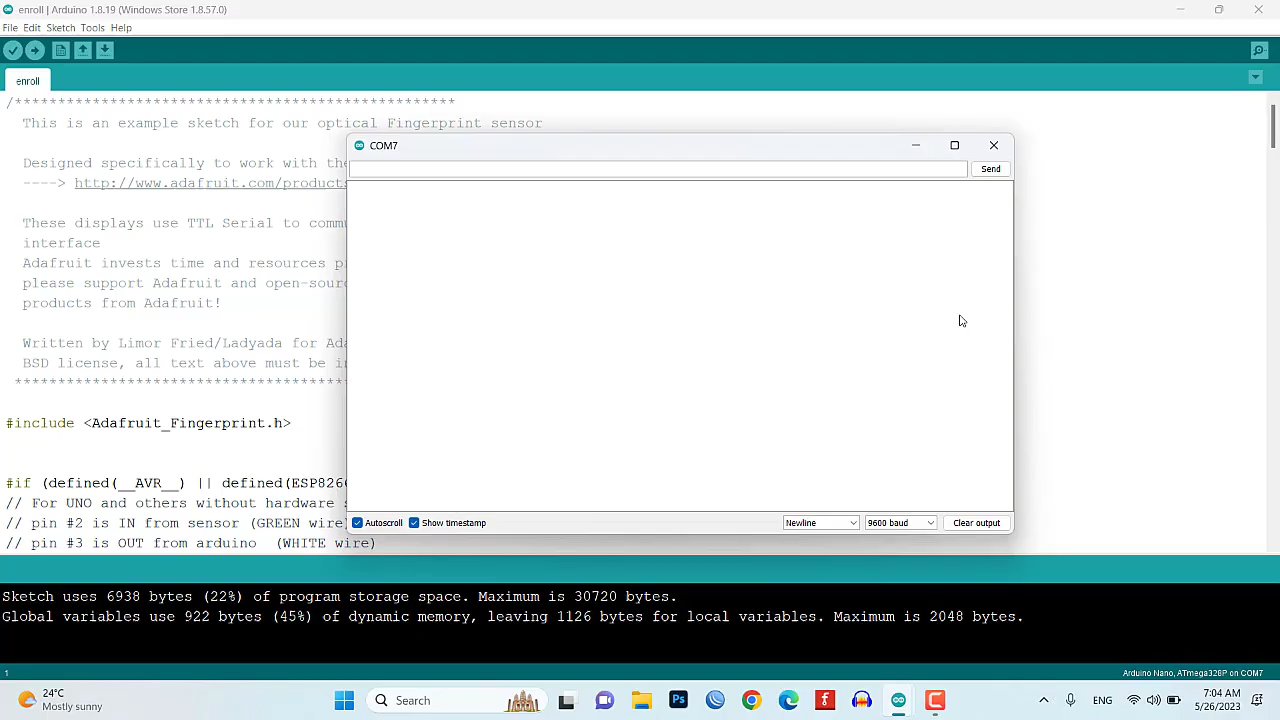 enroll | Arduino 1.8.19 (Windows Store 1.8.57.0)
File Edit Sketch Tools Help
enroll
/***************************************************
This is an example sketch for our optical Fingerprint sensor
Designed specifically to work with the
----> http://www.adafruit.com/products
These displays use TTL Serial to commu
interface
Adafruit invests time and resources pr
please support Adafruit and open-sour
products from Adafruit!
Written by Limor Fried/Ladyada for Ada
BSD license, all text above must be in
****************************************
#include <Adafruit_Fingerprint.h>
#if (defined(__AVR__) || defined(ESP8266
// For UNO and others without hardware s
// pin #2 is IN from sensor (GREEN wire)
// pin #3 is OUT from arduino  (WHITE wire)
COM7
Send
Autoscroll Show timestamp Newline 9600 baud Clear output
Sketch uses 6938 bytes (22%) of program storage space. Maximum is 30720 bytes.
Global variables use 922 bytes (45%) of dynamic memory, leaving 1126 bytes for local variables. Maximum is 2048 bytes.
1 Arduino Nano, ATmega328P on COM7
24°C
Mostly sunny
Search
Ps
ENG
7:04 AM
5/26/2023